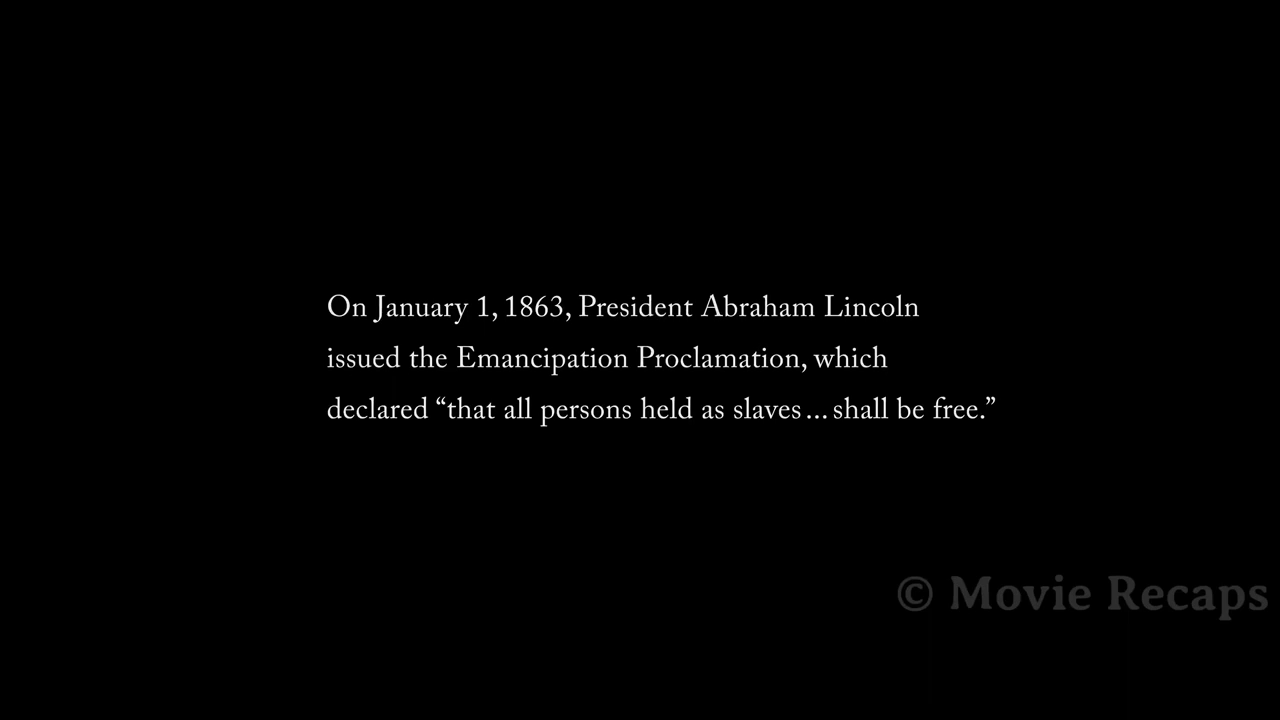 On January 1, 1863, President Abraham Lincoln
issued the Emancipation Proclamation, which
declared “that all persons held as slaves... shall be free.”
© Movie Recaps